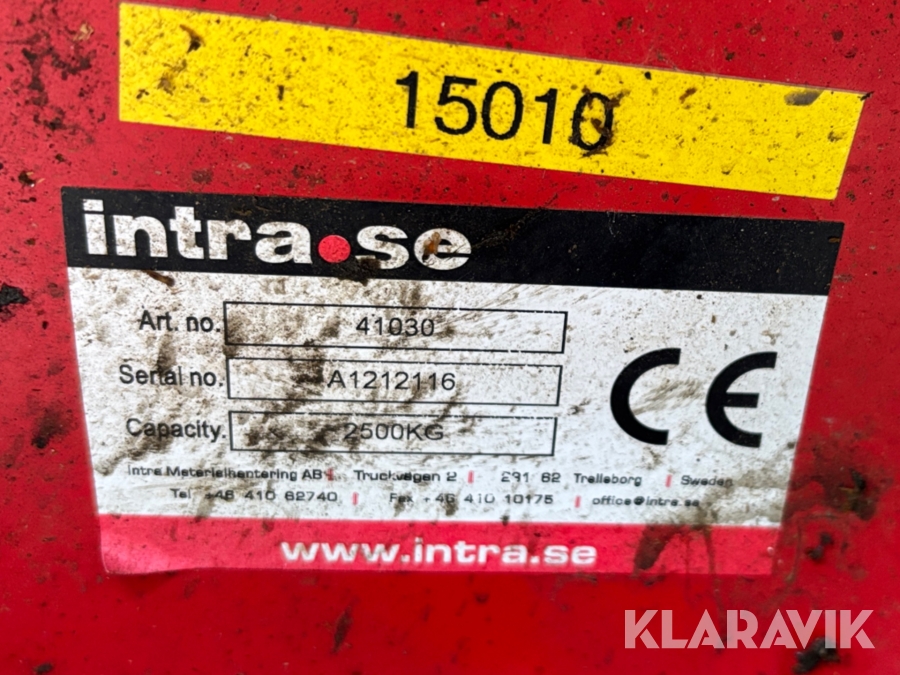 15010
intra.se
Art. no. 41030
Serial no. A1212116
Capacity. 2500KG
Intra Materialhantering AB | Truckvägen 2 | 231 62 Trelleborg | Sweden
Tel +46 410 62740 | Fax +46 410 10175 | office@intra.se
CE
www.intra.se
KLARAVIK